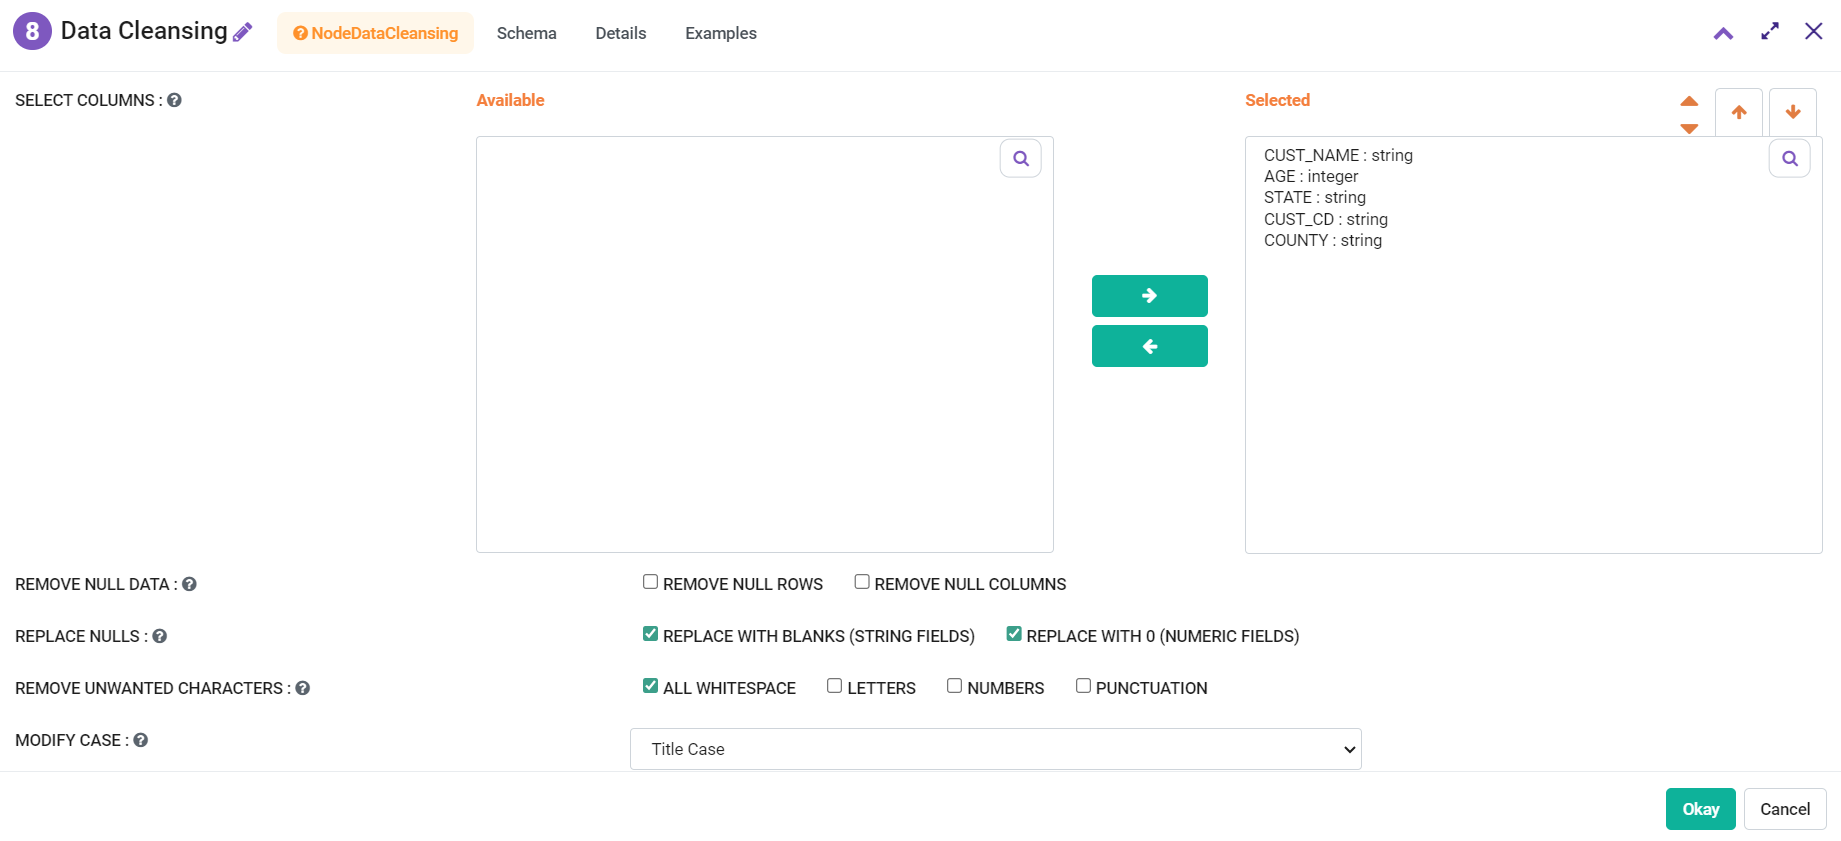 8 Data Cleansing NodeDataCleansing Schema Details Examples
SELECT COLUMNS : Available Selected
CUST_NAME : string
AGE : integer
STATE : string
CUST_CD : string
COUNTY : string
REMOVE NULL DATA : REMOVE NULL ROWS REMOVE NULL COLUMNS
REPLACE NULLS : REPLACE WITH BLANKS (STRING FIELDS) REPLACE WITH 0 (NUMERIC FIELDS)
REMOVE UNWANTED CHARACTERS : ALL WHITESPACE LETTERS NUMBERS PUNCTUATION
MODIFY CASE : Title Case
Okay Cancel